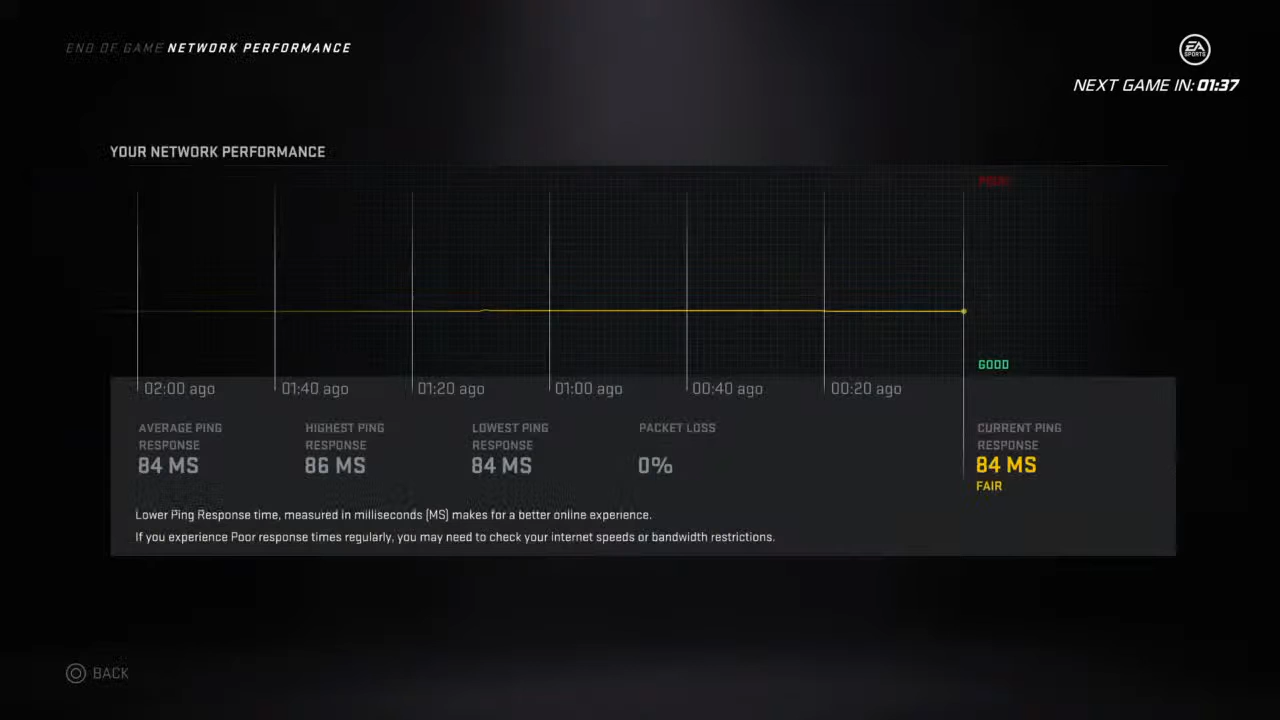 END OF GAME NETWORK PERFORMANCE
EA
SPORTS
NEXT GAME IN: 01:37
YOUR NETWORK PERFORMANCE
POOR
GOOD
02:00 ago 01:40 ago 01:20 ago 01:00 ago 00:40 ago 00:20 ago
AVERAGE PING HIGHEST PING LOWEST PING PACKET LOSS CURRENT PING
RESPONSE RESPONSE RESPONSE RESPONSE
84 MS 86 MS 84 MS 0% 84 MS
FAIR
Lower Ping Response time, measured in milliseconds (MS) makes for a better online experience.
If you experience Poor response times regularly, you may need to check your internet speeds or bandwidth restrictions.
BACK